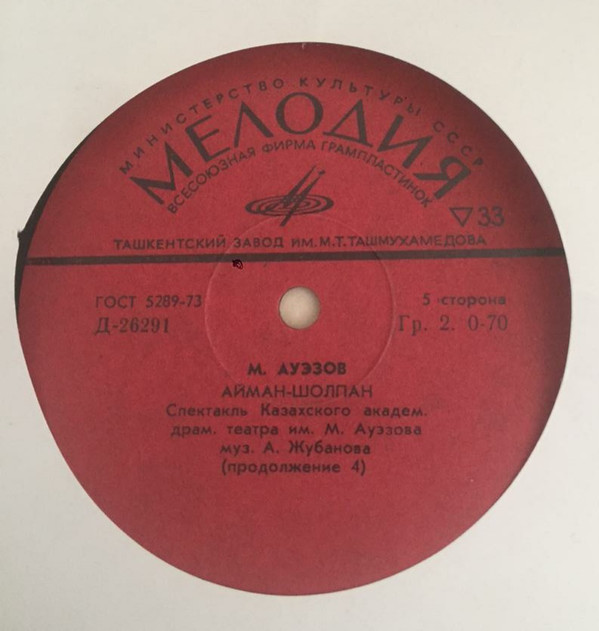 МИНИСТЕРСТВО КУЛЬТУРЫ СССР
МЕЛОДИЯ
ВСЕСОЮЗНАЯ ФИРМА ГРАМПЛАСТИНОК
▽33
ТАШКЕНТСКИЙ ЗАВОД ИМ. М.Т. ТАШМУХАМЕДОВА
ГОСТ 5289-73
5 сторона
Д-26291
Гр. 2. 0-70
М. АУЭЗОВ
АЙМАН-ШОЛПАН
Спектакль Казахского академ.
драм. театра им. М. Ауэзова
муз. А. Жубанова
(продолжение 4)